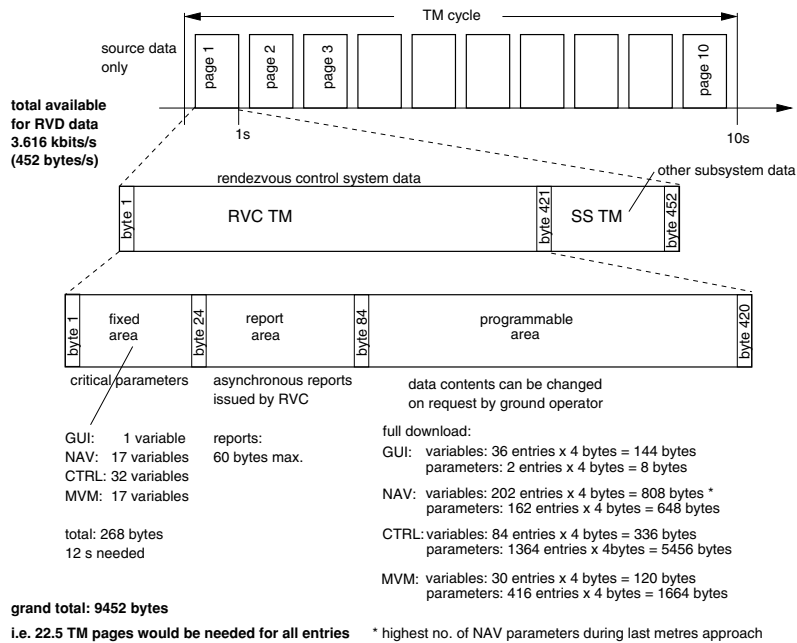 TM cycle
source data
only
page 1
page 2
page 3
page 10
total available
for RVD data
3.616 kbits/s
(452 bytes/s)
1s
10s
other subsystem data
rendezvous control system data
byte 1
RVC TM
byte 421
SS TM
byte 452
byte 1
fixed
area
byte 24
report
area
byte 84
programmable
area
byte 420
critical parameters
asynchronous reports
issued by RVC
data contents can be changed
on request by ground operator
GUI: 1 variable
NAV: 17 variables
CTRL: 32 variables
MVM: 17 variables
total: 268 bytes
12 s needed
reports:
60 bytes max.
full download:
GUI: variables: 36 entries x 4 bytes = 144 bytes
parameters: 2 entries x 4 bytes = 8 bytes
NAV: variables: 202 entries x 4 bytes = 808 bytes *
parameters: 162 entries x 4 bytes = 648 bytes
CTRL: variables: 84 entries x 4 bytes = 336 bytes
parameters: 1364 entries x 4bytes = 5456 bytes
MVM: variables: 30 entries x 4 bytes = 120 bytes
parameters: 416 entries x 4 bytes = 1664 bytes
grand total: 9452 bytes
i.e. 22.5 TM pages would be needed for all entries
* highest no. of NAV parameters during last metres approach